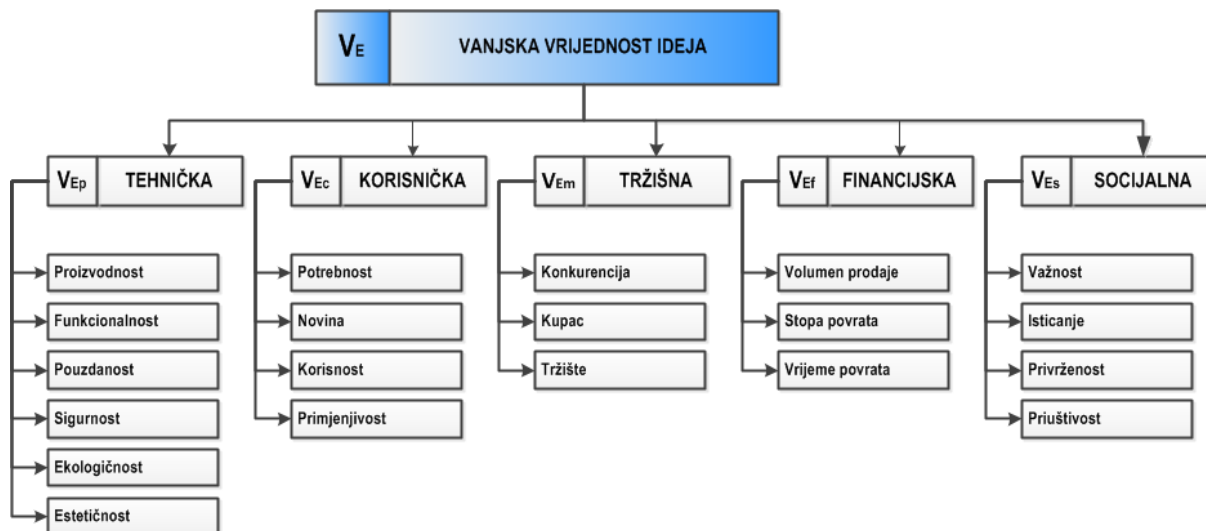 VE VANJSKA VRIJEDNOST IDEJA
VEp TEHNIČKA
Proizvodnost
Funkcionalnost
Pouzdanost
Sigurnost
Ekologičnost
Estetičnost
VEc KORISNIČKA
Potrebnost
Novina
Korisnost
Primjenjivost
VEm TRŽIŠNA
Konkurencija
Kupac
Tržište
VEf FINANCIJSKA
Volumen prodaje
Stopa povrata
Vrijeme povrata
VEs SOCIJALNA
Važnost
Isticanje
Privrženost
Priuštivost